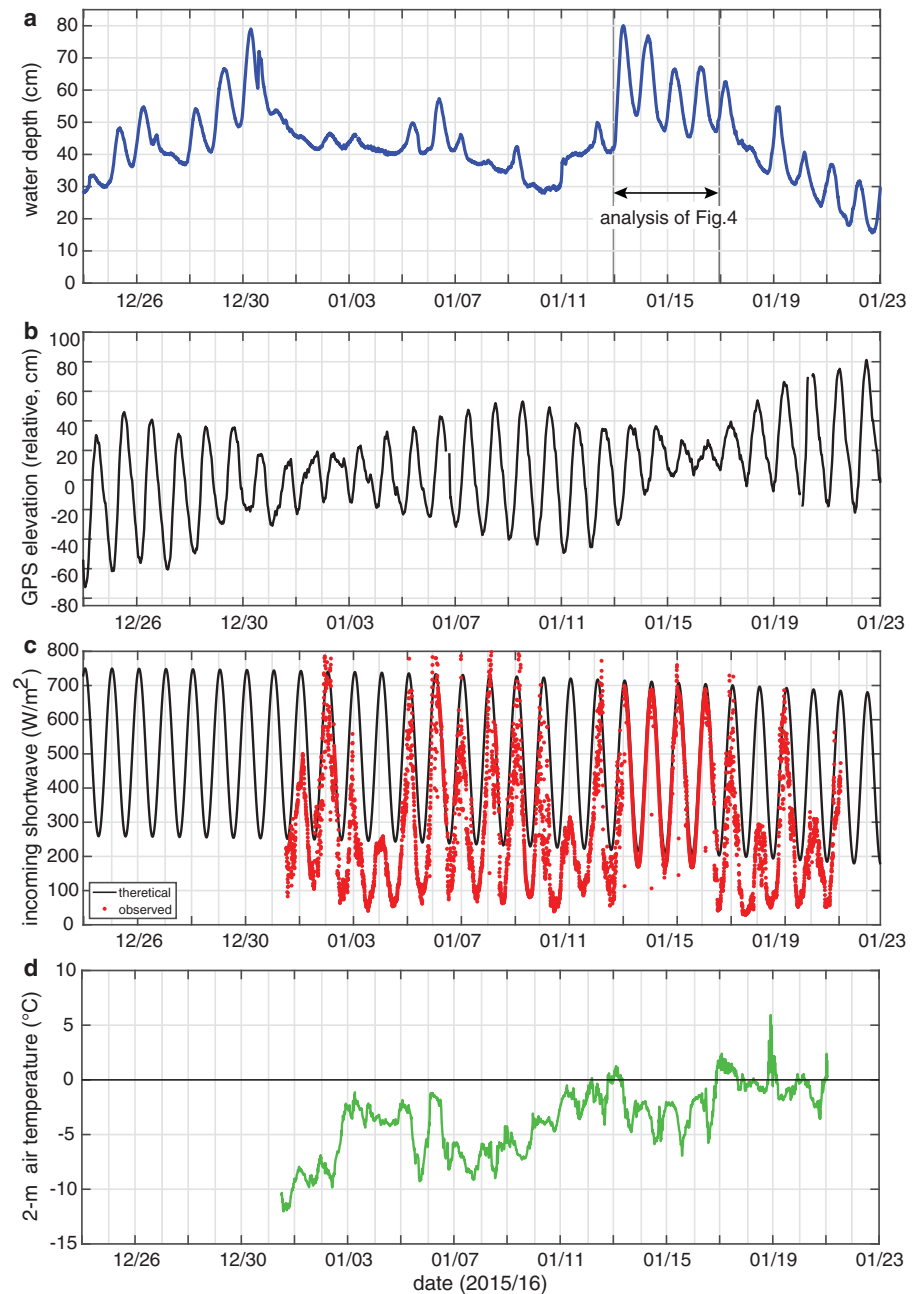 a
water depth (cm)
80
70
60
50
40
30
20
10
0
analysis of Fig.4
12/26 12/30 01/03 01/07 01/11 01/15 01/19 01/23
b
GPS elevation (relative, cm)
100
80
60
40
20
0
-20
-40
-60
-80
12/26 12/30 01/03 01/07 01/11 01/15 01/19 01/23
c
incoming shortwave (W/m²)
800
700
600
500
400
300
200
100
0
theretical
observed
12/26 12/30 01/03 01/07 01/11 01/15 01/19 01/23
d
2-m air temperature (°C)
10
5
0
-5
-10
-15
12/26 12/30 01/03 01/07 01/11 01/15 01/19 01/23
date (2015/16)